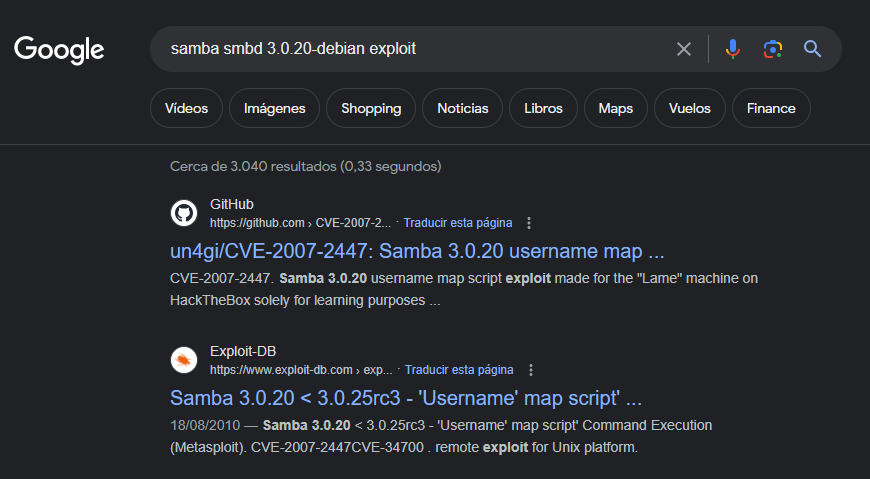 Google
samba smbd 3.0.20-debian exploit
Vídeos Imágenes Shopping Noticias Libros Maps Vuelos Finance
Cerca de 3.040 resultados (0,33 segundos)
GitHub
https://github.com › CVE-2007-2... · Traducir esta página
un4gi/CVE-2007-2447: Samba 3.0.20 username map ...
CVE-2007-2447. Samba 3.0.20 username map script exploit made for the "Lame" machine on
HackTheBox solely for learning purposes ...
Exploit-DB
https://www.exploit-db.com › exp... · Traducir esta página
Samba 3.0.20 < 3.0.25rc3 - 'Username' map script' ...
18/08/2010 — Samba 3.0.20 < 3.0.25rc3 - 'Username' map script' Command Execution
(Metasploit). CVE-2007-2447CVE-34700 . remote exploit for Unix platform.